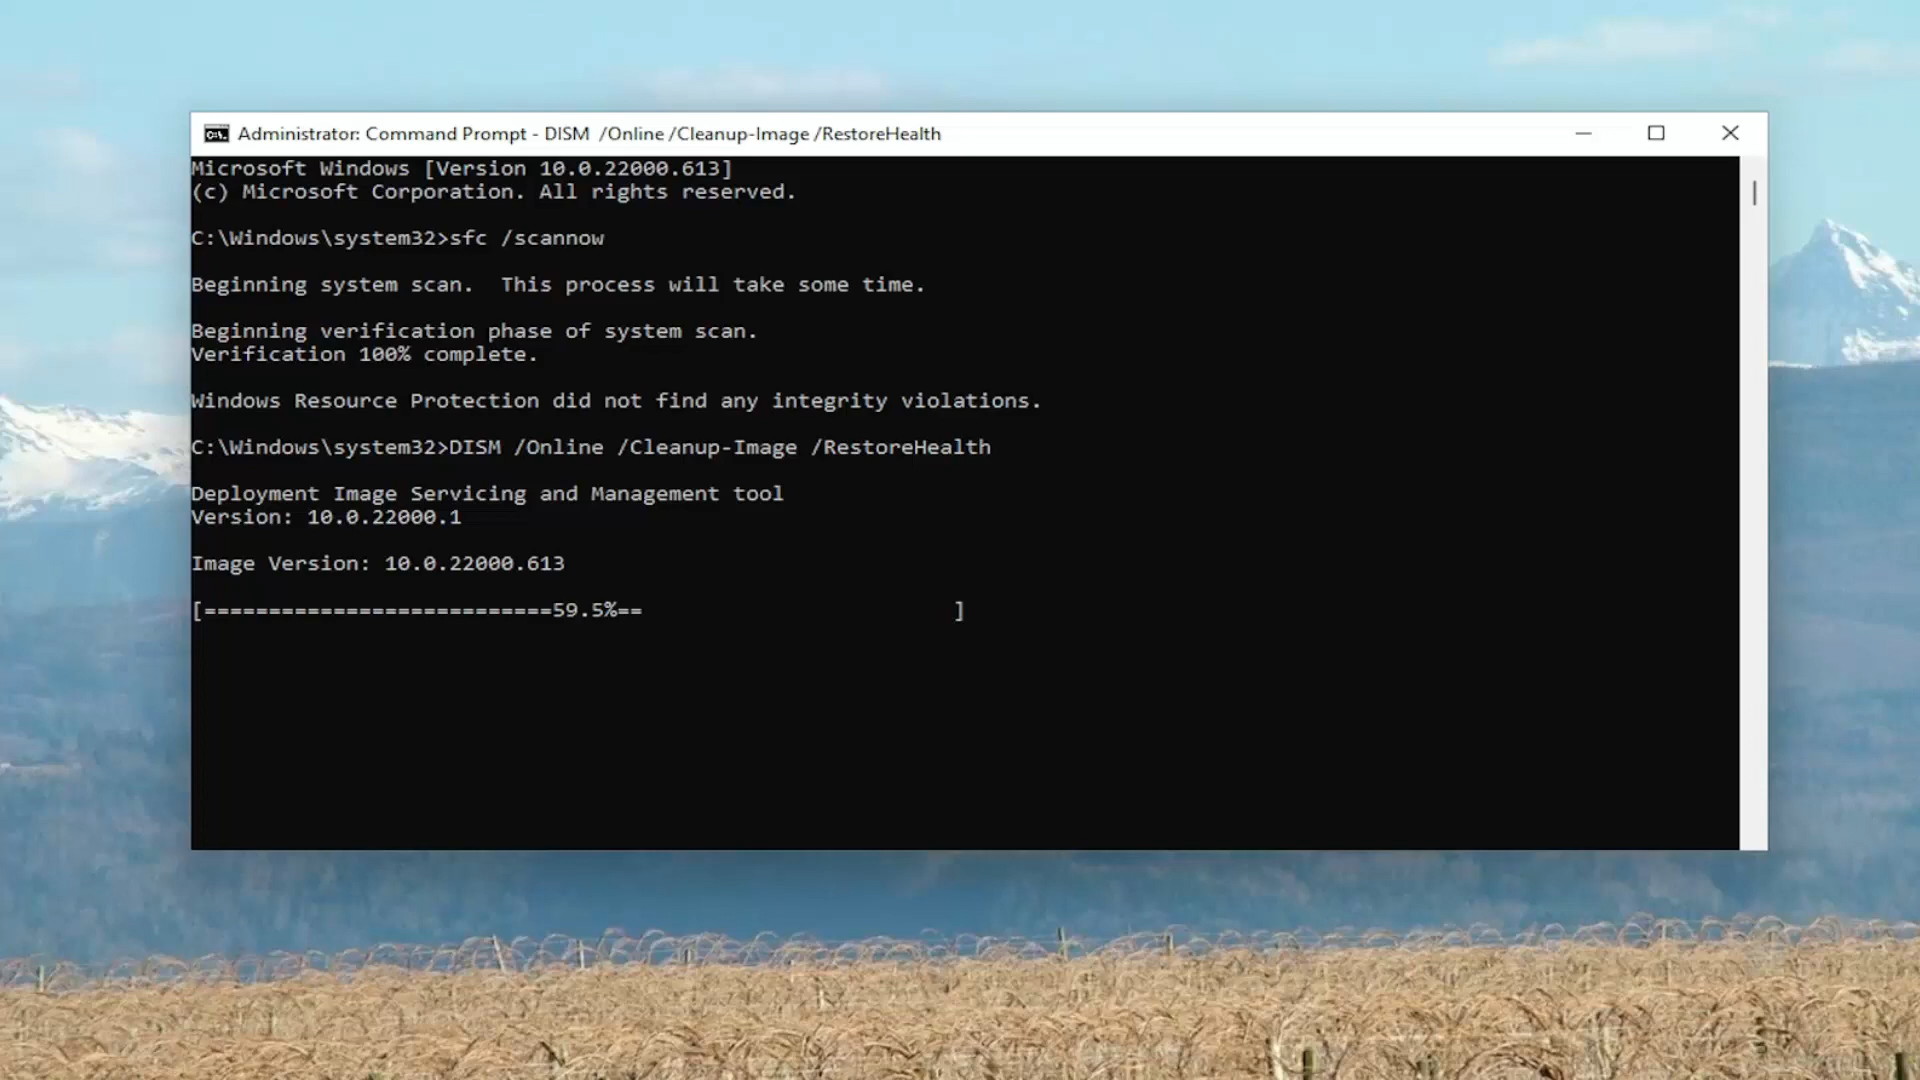 Administrator: Command Prompt - DISM  /Online /Cleanup-Image /RestoreHealth
Microsoft Windows [Version 10.0.22000.613]
(c) Microsoft Corporation. All rights reserved.
C:\Windows\system32>sfc /scannow
Beginning system scan.  This process will take some time.
Beginning verification phase of system scan.
Verification 100% complete.
Windows Resource Protection did not find any integrity violations.
C:\Windows\system32>DISM /Online /Cleanup-Image /RestoreHealth
Deployment Image Servicing and Management tool
Version: 10.0.22000.1
Image Version: 10.0.22000.613
[===========================59.5%==                        ]